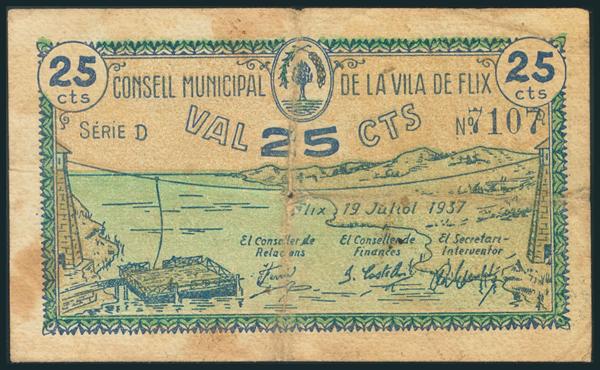 25 cts
CONSELL MUNICIPAL DE LA VILA DE FLIX
25 cts
SÈRIE D
VAL 25 CTS
Nº 7107
Flix 19 Juliol 1937
El Conseller de Relacions
El Conseller de Finances
El Secretari-Interventor